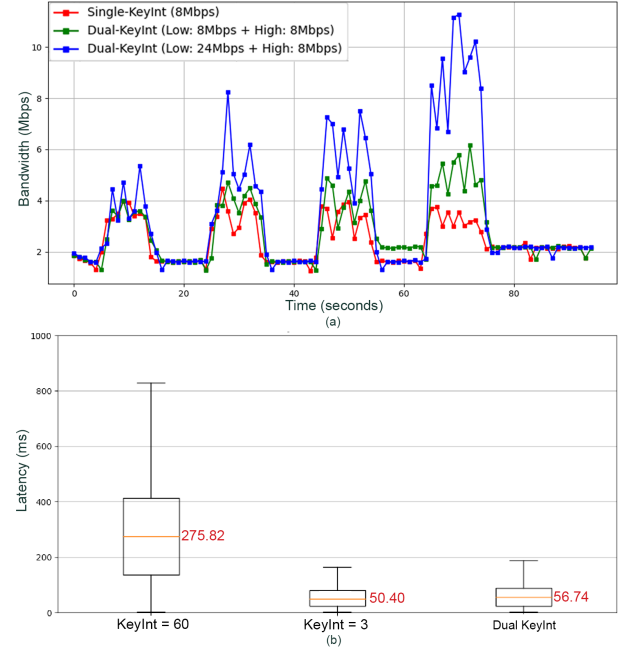 Single-KeyInt (8Mbps)
Dual-KeyInt (Low: 8Mbps + High: 8Mbps)
Dual-KeyInt (Low: 24Mbps + High: 8Mbps)
Bandwidth (Mbps)
10
8
6
4
2
0
20
40
60
80
Time (seconds)
(a)
Latency (ms)
1000
800
600
400
200
0
275.82
50.40
56.74
KeyInt = 60
KeyInt = 3
Dual KeyInt
(b)